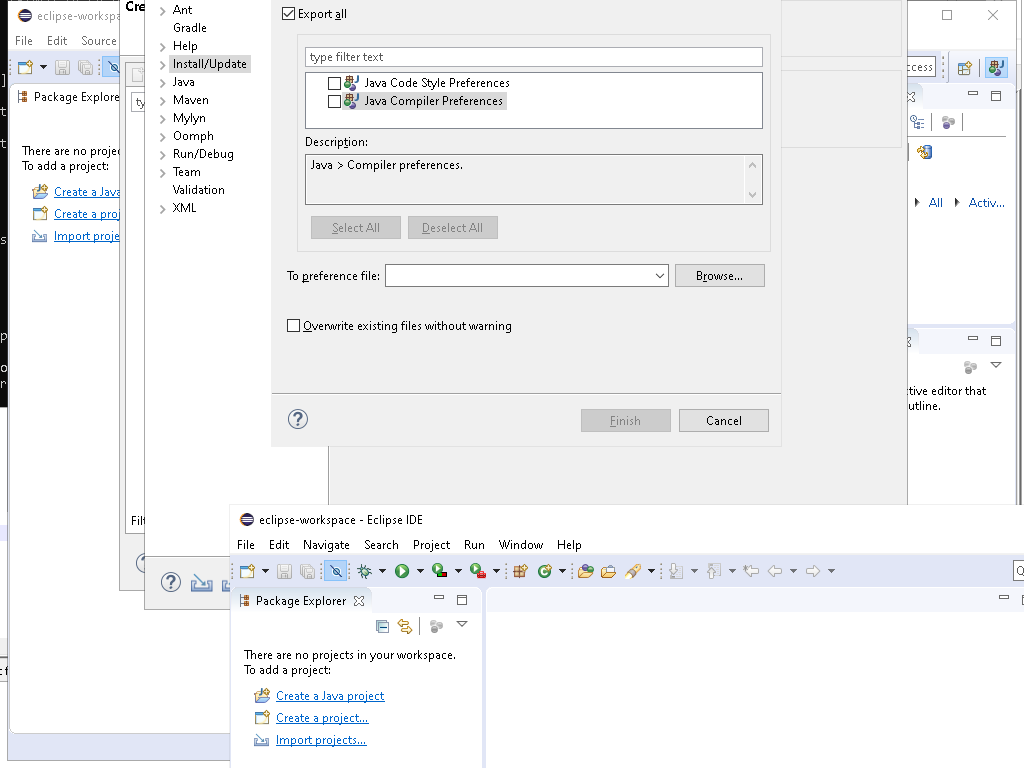 eclipse-workspa
File Edit Source
Package Explore
There are no projec
To add a project:
Create a Java
Create a proj
Import proje
Cre
ty
Filt
Ant
Gradle
Help
Install/Update
Java
Maven
Mylyn
Oomph
Run/Debug
Team
Validation
XML
Export all
type filter text
Java Code Style Preferences
Java Compiler Preferences
Description:
Java > Compiler preferences.
Select All Deselect All
To preference file: Browse...
Overwrite existing files without warning
Finish Cancel
ccess
All Activ...
ctive editor that
utline.
eclipse-workspace - Eclipse IDE
File Edit Navigate Search Project Run Window Help
Q
Package Explorer
There are no projects in your workspace.
To add a project:
Create a Java project
Create a project...
Import projects...